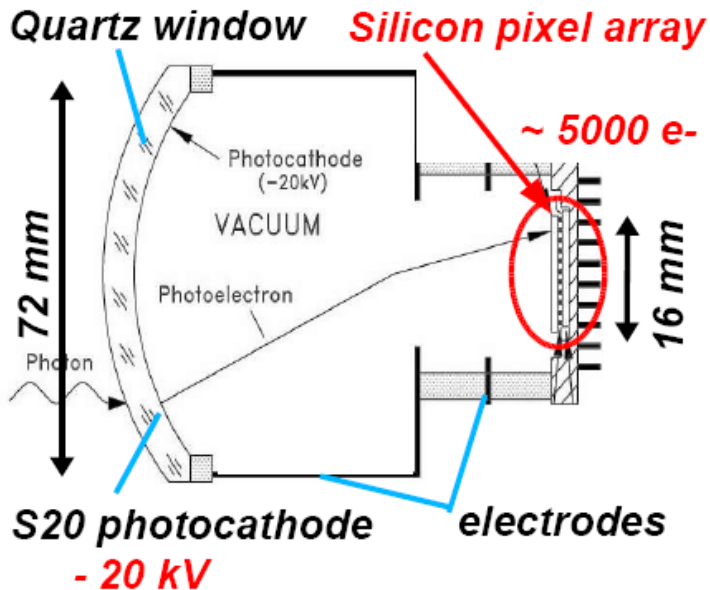 Quartz window
Silicon pixel array
~ 5000 e-
Photocathode
(-20kV)
VACUUM
72 mm
Photoelectron
16 mm
Photon
S20 photocathode
electrodes
- 20 kV